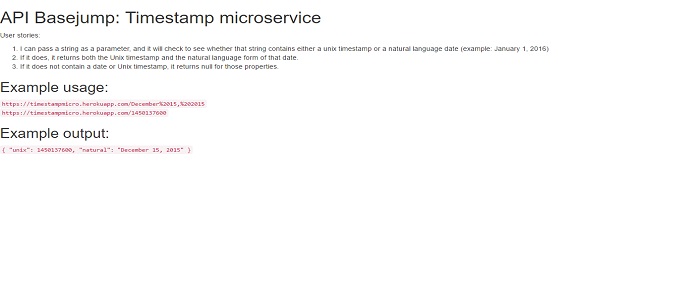 API Basejump: Timestamp microservice
User stories:
1. I can pass a string as a parameter, and it will check to see whether that string contains either a unix timestamp or a natural language date (example: January 1, 2016)
2. If it does, it returns both the Unix timestamp and the natural language form of that date.
3. If it does not contain a date or Unix timestamp, it returns null for those properties.
Example usage:
https://timestampmicro.herokuapp.com/December%2015,%202015
https://timestampmicro.herokuapp.com/1450137600
Example output:
{ "unix": 1450137600, "natural": "December 15, 2015" }